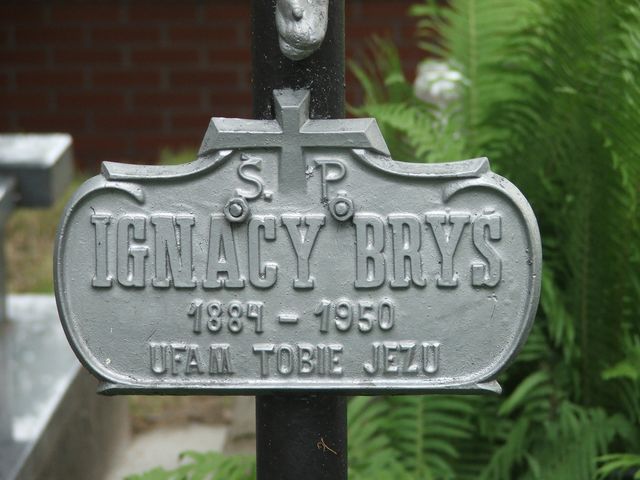 Ś. P.
IGNACY BRYŚ
1884 - 1950
UFAM TOBIE JEZU